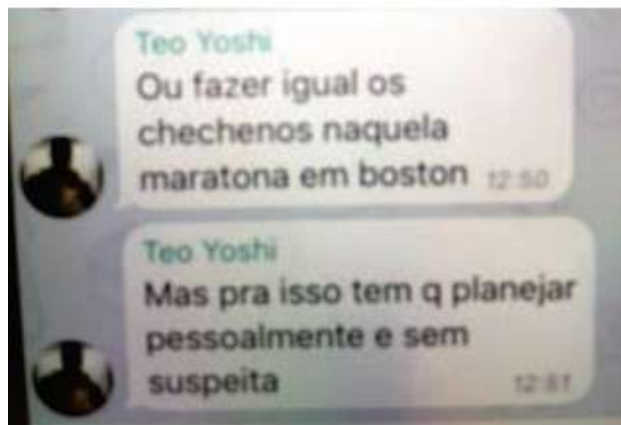 Teo Yoshi
Ou fazer igual os
chechenos naquela
maratona em boston 12:50
Teo Yoshi
Mas pra isso tem q planejar
pessoalmente e sem
suspeita 12:51